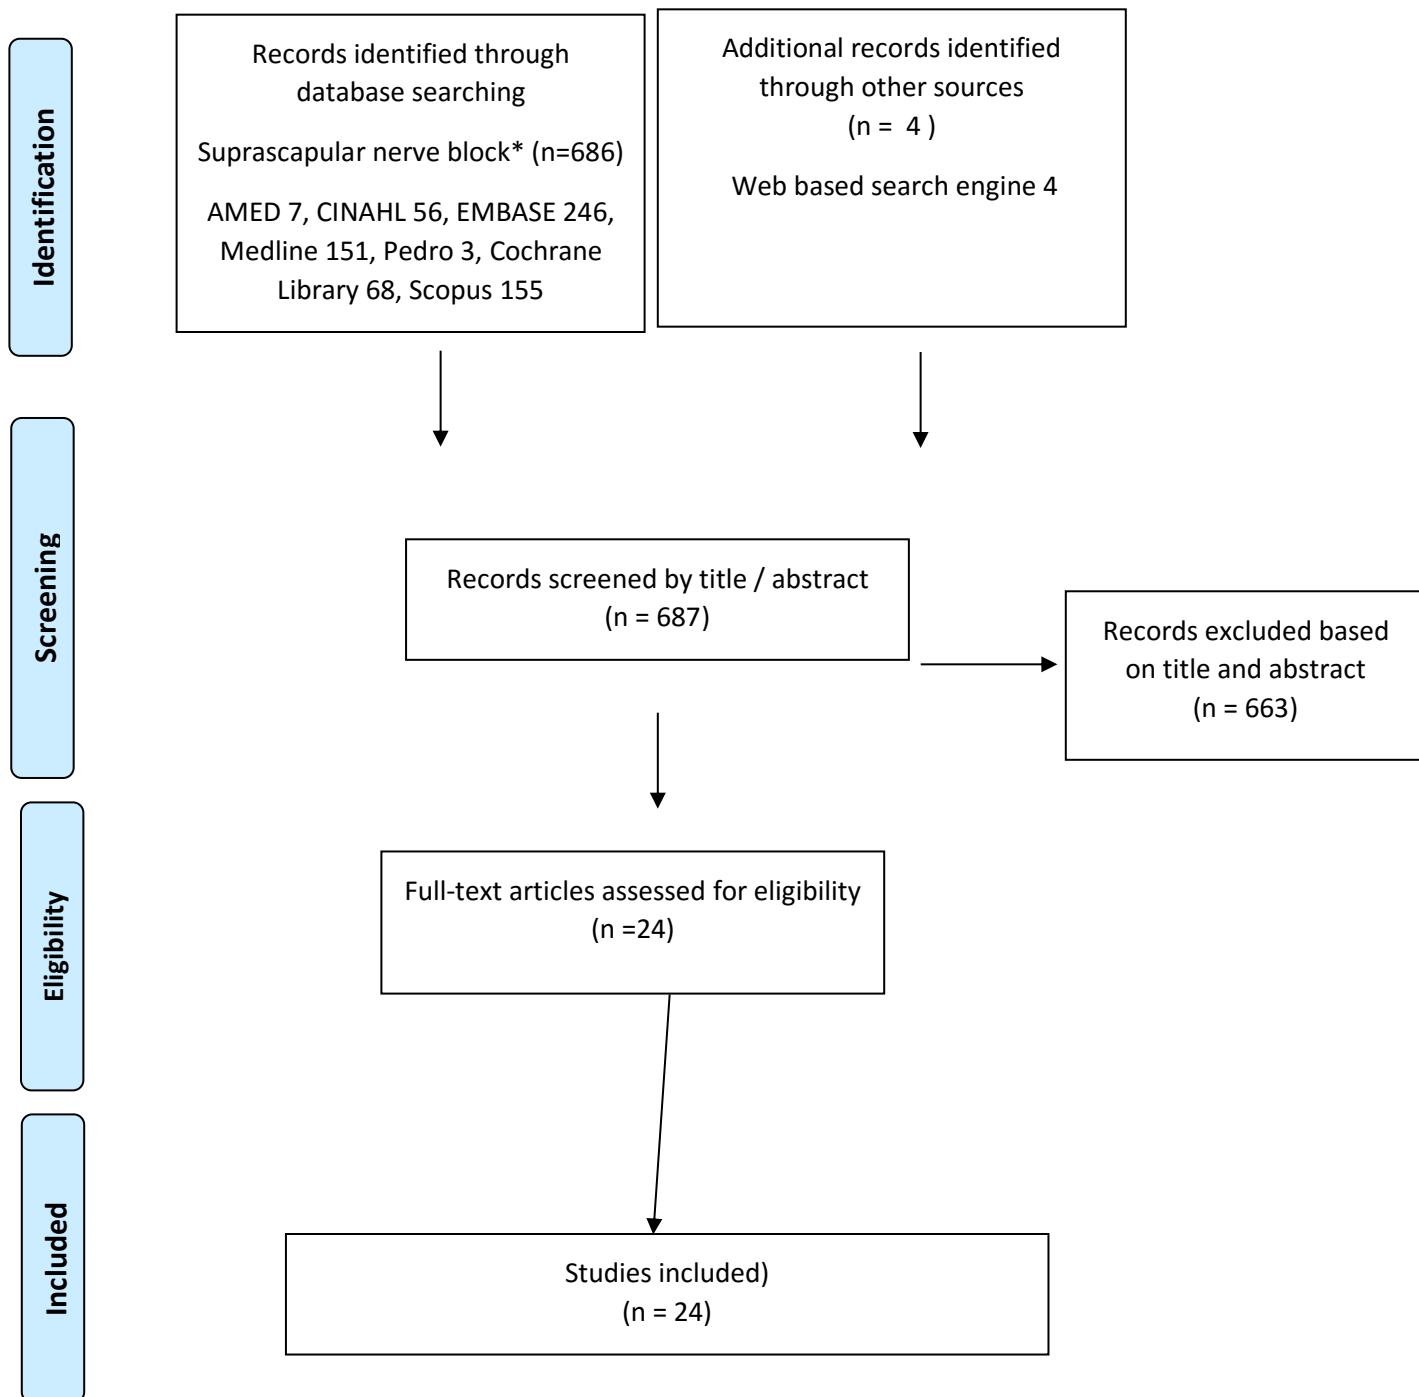 Identification
Records identified through
database searching
Suprascapular nerve block* (n=686)
AMED 7, CINAHL 56, EMBASE 246,
Medline 151, Pedro 3, Cochrane
Library 68, Scopus 155
Additional records identified
through other sources
(n =  4 )
Web based search engine 4
Screening
Records screened by title / abstract
(n = 687)
Records excluded based
on title and abstract
(n = 663)
Eligibility
Full-text articles assessed for eligibility
(n =24)
Included
Studies included)
(n = 24)